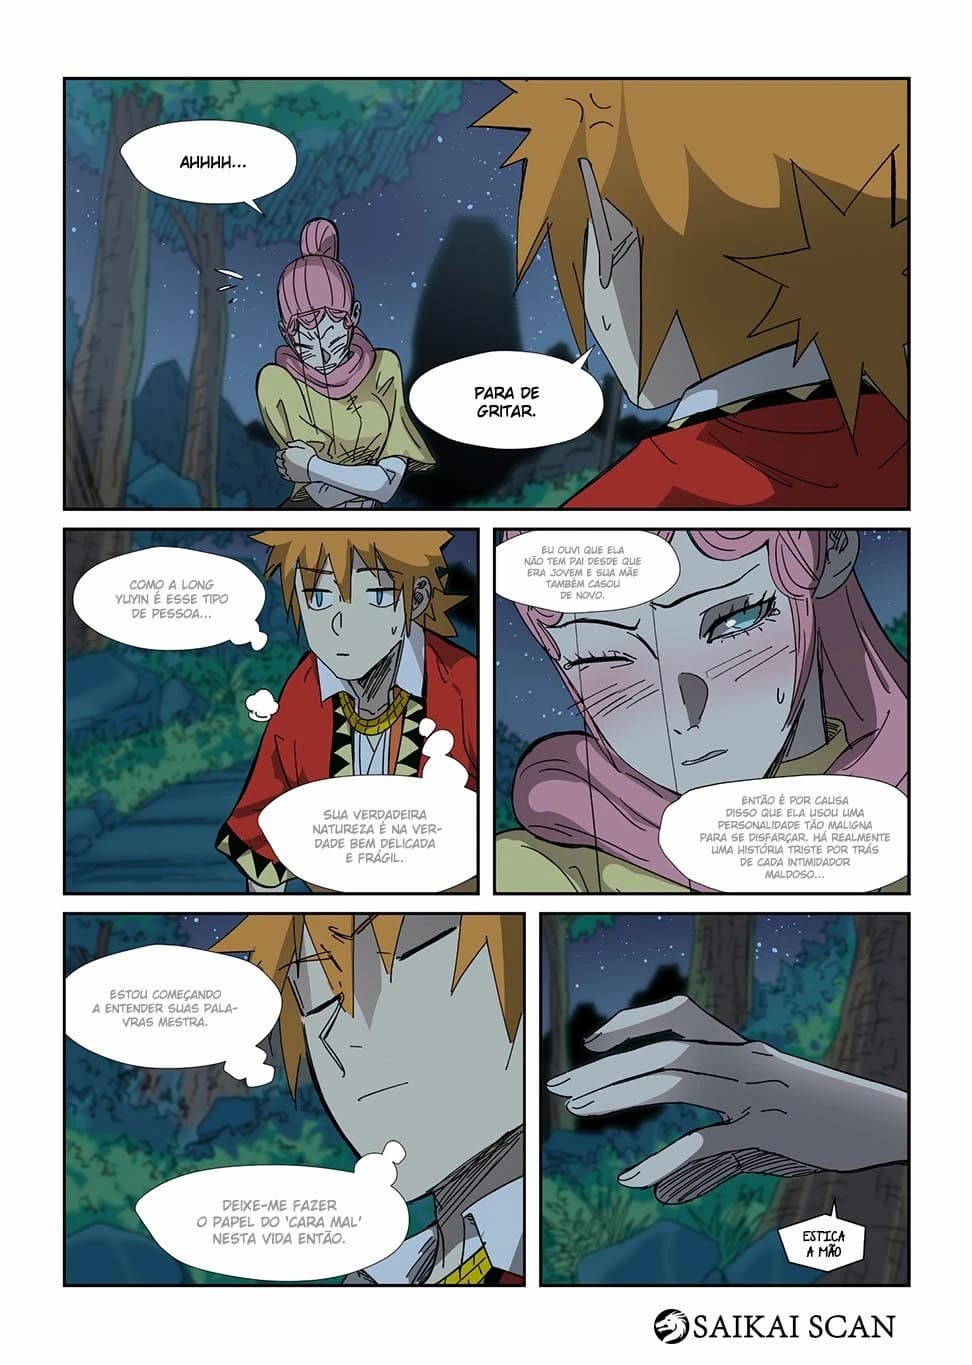 AHHHH...
PARA DE
GRITAR.
COMO A LONG
YUYIN É ESSE TIPO
DE PESSOA...
SUA VERDADEIRA
NATUREZA É NA VER-
DADE BEM DELICADA
E FRÁGIL.
EU OUVI QUE ELA
NÃO TEM PAI DESDE QUE
ERA JOVEM E SUA MÃE
TAMBÉM CASOU
DE NOVO.
ENTÃO É POR CAUSA
DISSO QUE ELA USOU UMA
PERSONALIDADE TÃO MALIGNA
PARA SE DISFARÇAR. HÁ REALMENTE
UMA HISTÓRIA TRISTE POR TRÁS
DE CADA INTIMIDADOR
MALDOSO...
ESTOU COMEÇANDO
A ENTENDER SUAS PALA-
VRAS MESTRA.
DEIXE-ME FAZER
O PAPEL DO 'CARA MAL'
NESTA VIDA ENTÃO.
ESTICA
A MÃO
SAIKAI SCAN